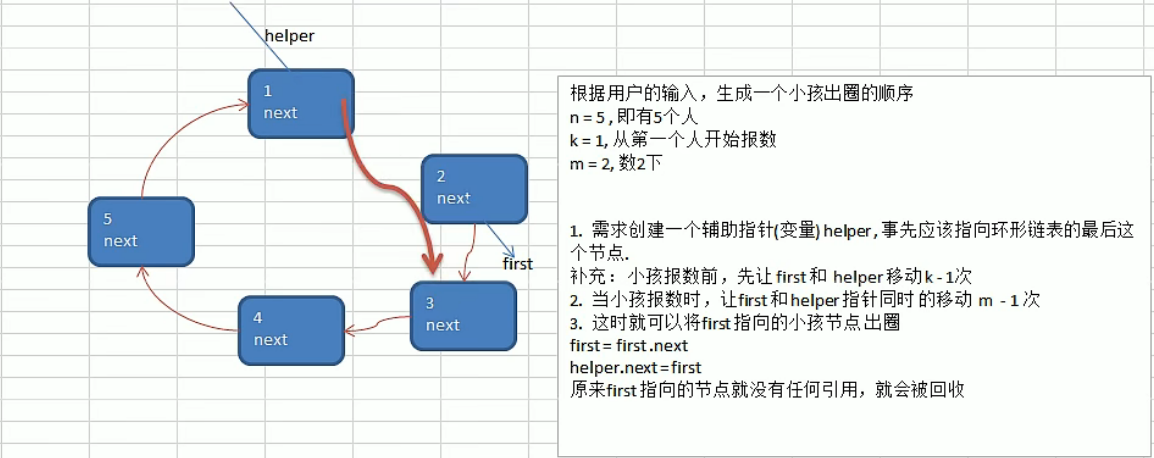 helper
1
next
2
next
first
3
next
4
next
5
next
根据用户的输入，生成一个小孩出圈的顺序
n = 5 , 即有5个人
k = 1, 从第一个人开始报数
m = 2, 数2下
1. 需求创建一个辅助指针(变量) helper , 事先应该指向环形链表的最后这
个节点.
补充： 小孩报数前，先让 first 和 helper 移动 k - 1次
2. 当小孩报数时，让first 和 helper 指针同时 的移动 m - 1 次
3. 这时就可以将first 指向的小孩节点 出圈
first = first .next
helper.next = first
原来first 指向的节点就没有任何引用，就会被回收